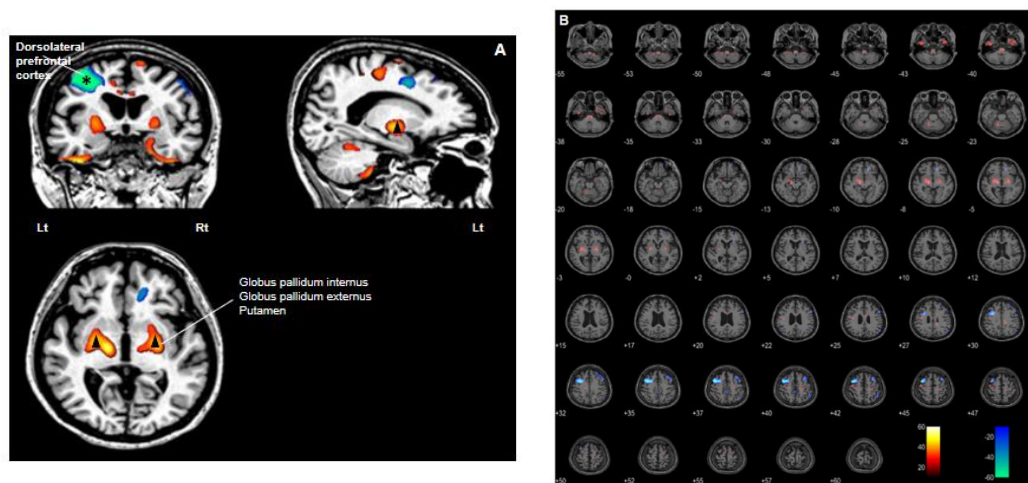 Dorsolateral
prefrontal
cortex
*
A
Lt
Rt
Lt
Globus pallidum internus
Globus pallidum externus
Putamen
B
-55 -53 -50 -48 -45 -43 -40
-38 -35 -33 -30 -28 -25 -23
-20 -18 -15 -13 -10 -8 -5
-3 -0 +2 +5 +7 +10 +12
+15 +17 +20 +22 +25 +27 +30
+32 +35 +37 +40 +42 +45 +47
+50 +52 +55 +57 +60
60
40
20
-20
-40
-60